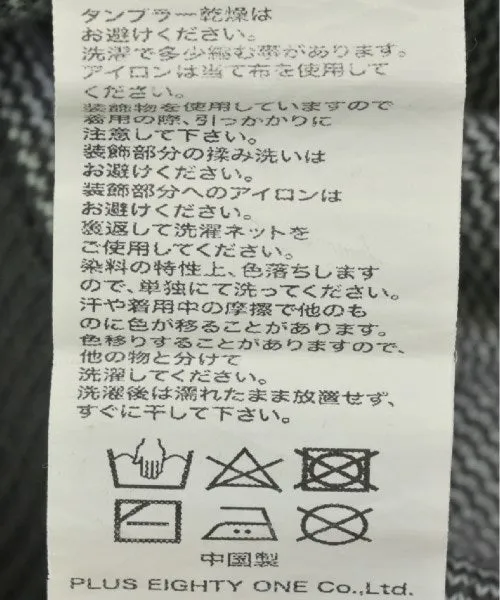 タンブラー乾燥は
お避けください。
洗濯で多少縮む事があります。
アイロンは当て布を使用して
ください。
装飾物を使用していますので
着用の際、引っかかりに
注意して下さい。
装飾部分の揉み洗いは
お避けください。
装飾部分へのアイロンは
お避けください。
裏返して洗濯ネットを
ご使用してください。
染料の特性上、色落ちします
ので、単独にて洗ってください。
汗や着用中の摩擦で他のも
のに色が移ることがあります。
色移りすることがありますので、
他の物と分けて
洗濯してください。
洗濯後は濡れたまま放置せず、
すぐに干して下さい。
中国製
PLUS EIGHTY ONE Co.,Ltd.